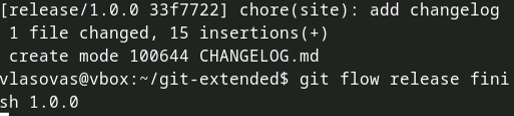 [release/1.0.0 33f7722] chore(site): add changelog
 1 file changed, 15 insertions(+)
 create mode 100644 CHANGELOG.md
vlasovas@vbox:~/git-extended$ git flow release fini
sh 1.0.0